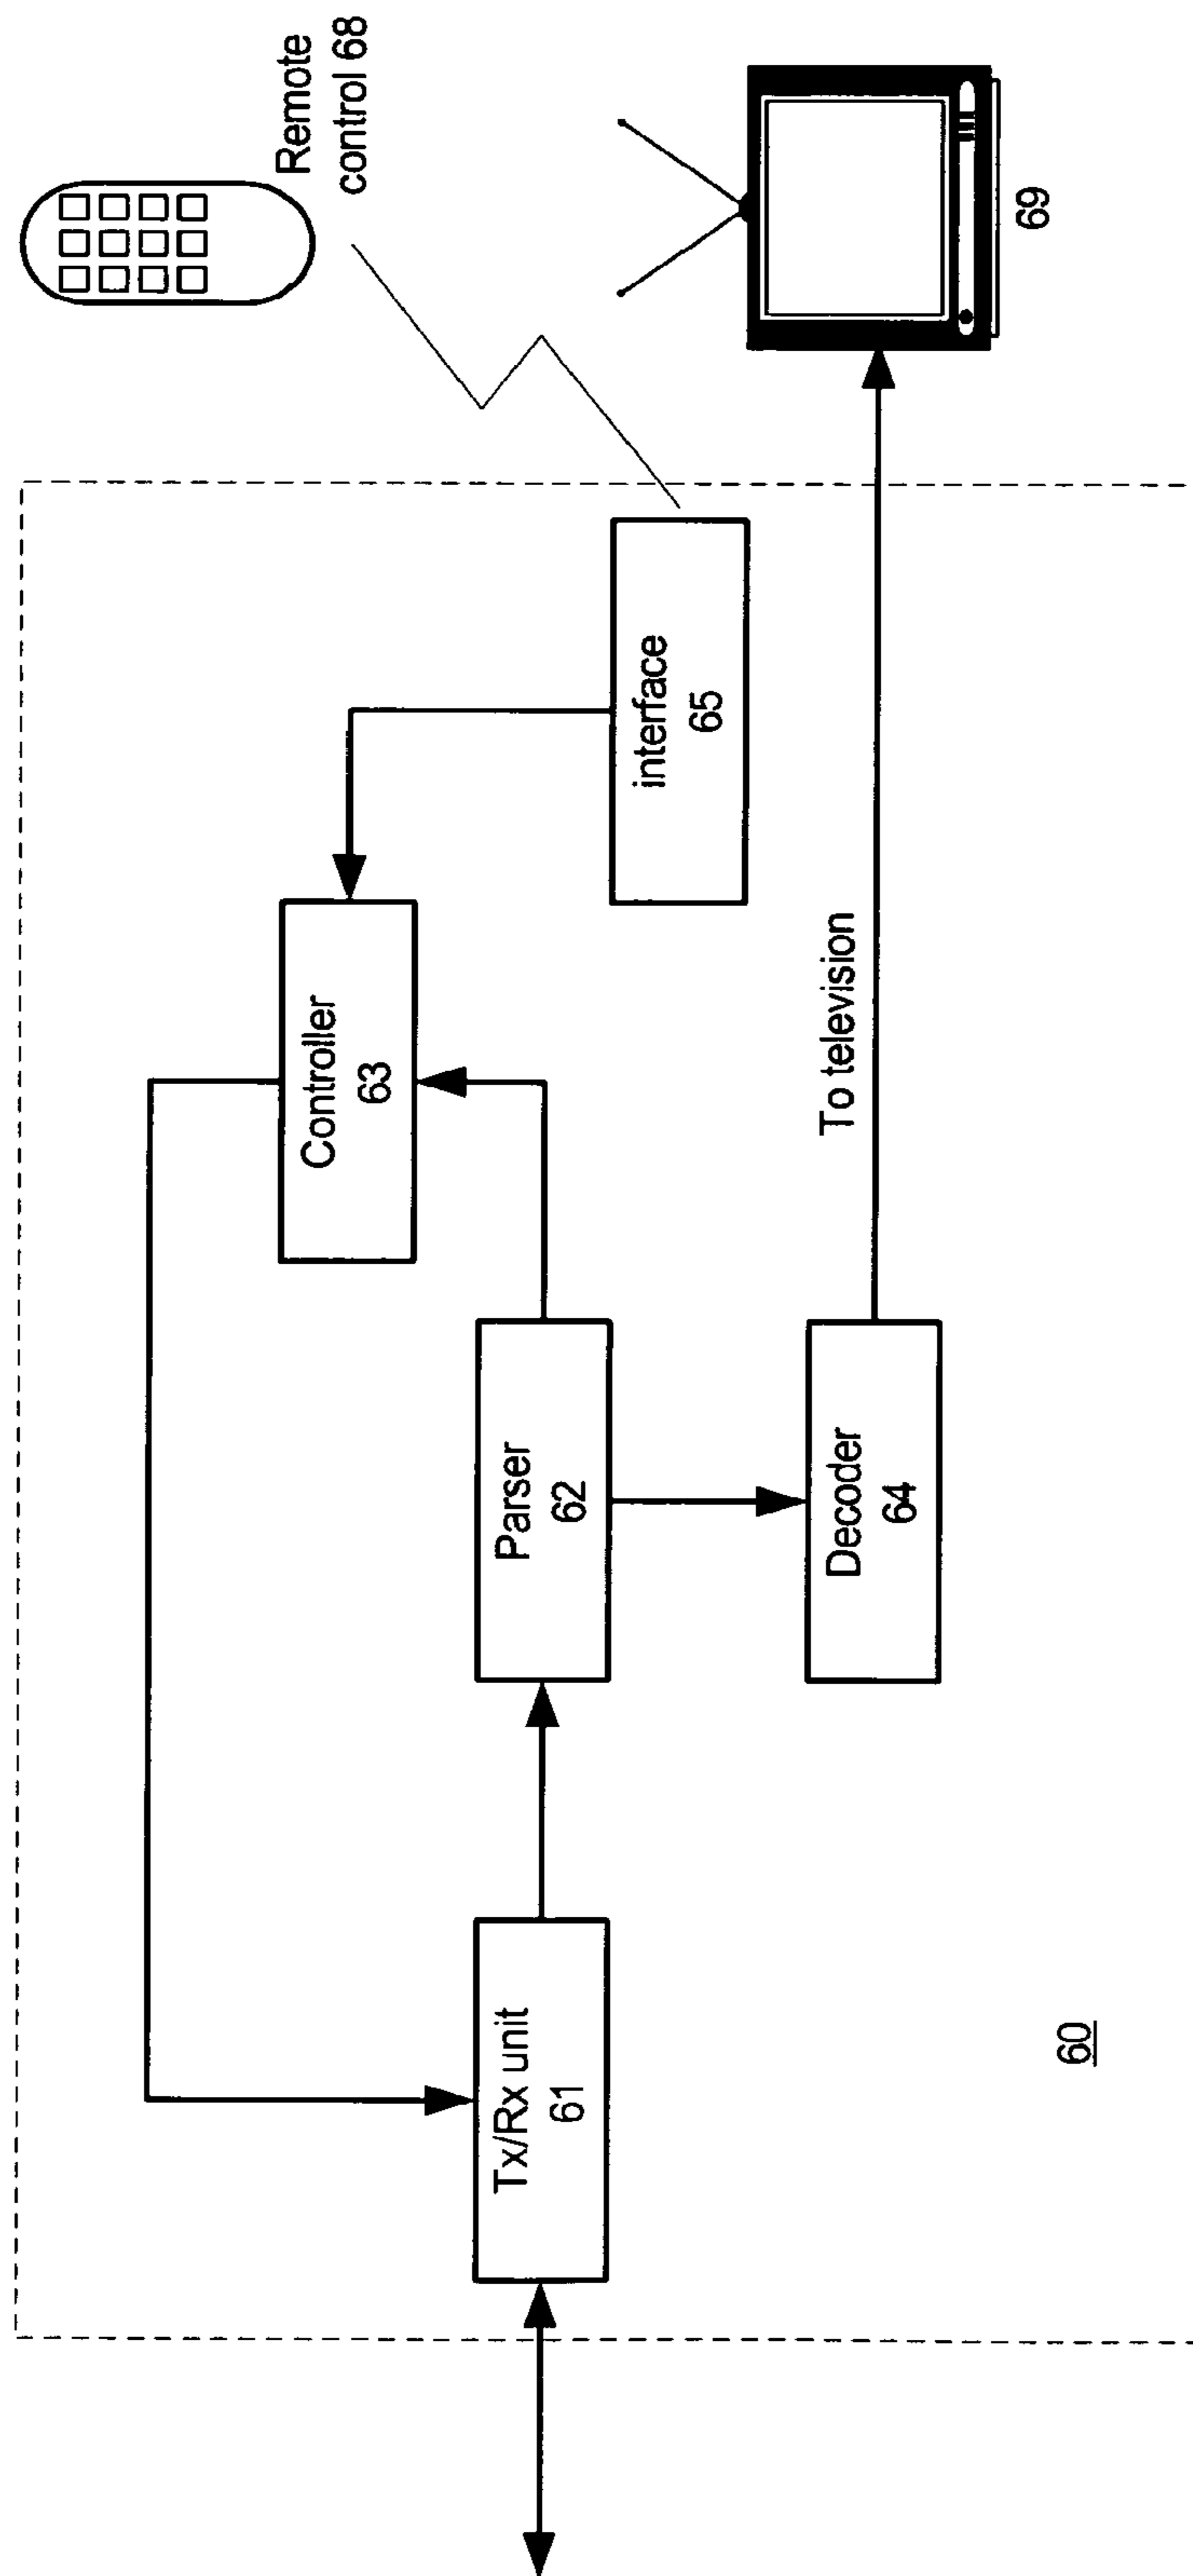 Remote
control 68
69
interface
65
Controller
63
To television
Parser
62
Decoder
64
Tx/Rx unit
61
60